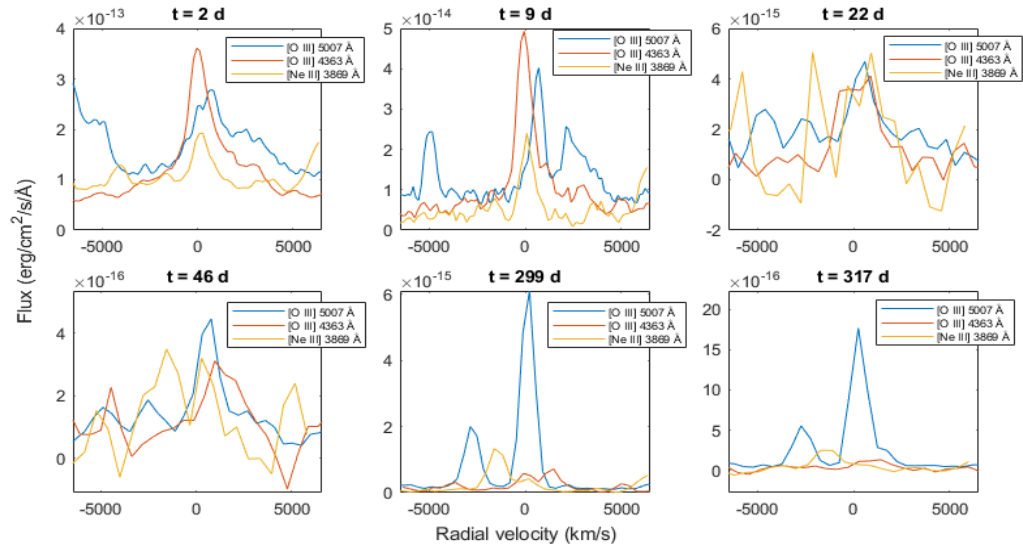 t = 2 d
×10⁻¹³
[O III] 5007 Å
[O III] 4363 Å
[Ne III] 3869 Å
4
3
2
1
0
-5000 0 5000
t = 9 d
×10⁻¹⁴
[O III] 5007 Å
[O III] 4363 Å
[Ne III] 3869 Å
5
4
3
2
1
0
-5000 0 5000
t = 22 d
×10⁻¹⁵
[O III] 5007 Å
[O III] 4363 Å
[Ne III] 3869 Å
6
4
2
0
-2
-5000 0 5000
Flux (erg/cm²/s/Å)
t = 46 d
×10⁻¹⁶
[O III] 5007 Å
[O III] 4363 Å
[Ne III] 3869 Å
4
2
0
-5000 0 5000
t = 299 d
×10⁻¹⁵
[O III] 5007 Å
[O III] 4363 Å
[Ne III] 3869 Å
6
4
2
0
-5000 0 5000
t = 317 d
×10⁻¹⁶
[O III] 5007 Å
[O III] 4363 Å
[Ne III] 3869 Å
20
15
10
5
0
-5000 0 5000
Radial velocity (km/s)